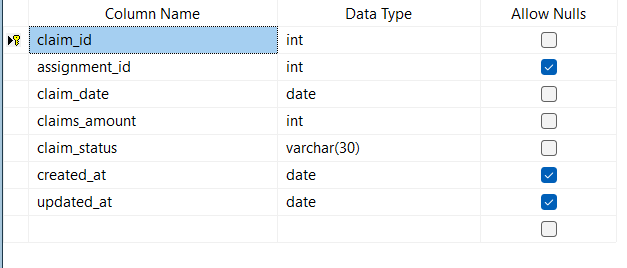 Column Name Data Type Allow Nulls
claim_id int
assignment_id int
claim_date date
claims_amount int
claim_status varchar(30)
created_at date
updated_at date